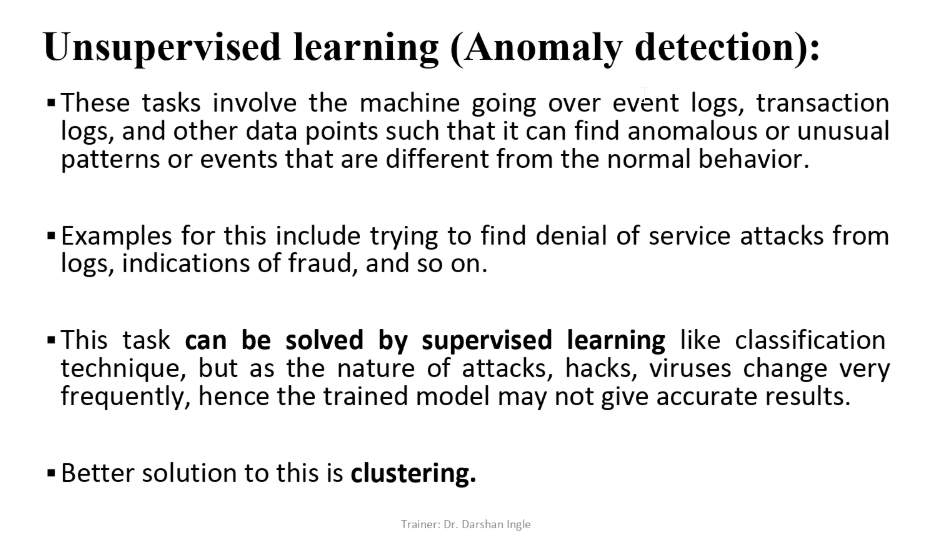 Unsupervised learning (Anomaly detection):
▪These tasks involve the machine going over event logs, transaction
logs, and other data points such that it can find anomalous or unusual
patterns or events that are different from the normal behavior.
▪Examples for this include trying to find denial of service attacks from
logs, indications of fraud, and so on.
▪This task can be solved by supervised learning like classification
technique, but as the nature of attacks, hacks, viruses change very
frequently, hence the trained model may not give accurate results.
▪Better solution to this is clustering.
Trainer: Dr. Darshan Ingle